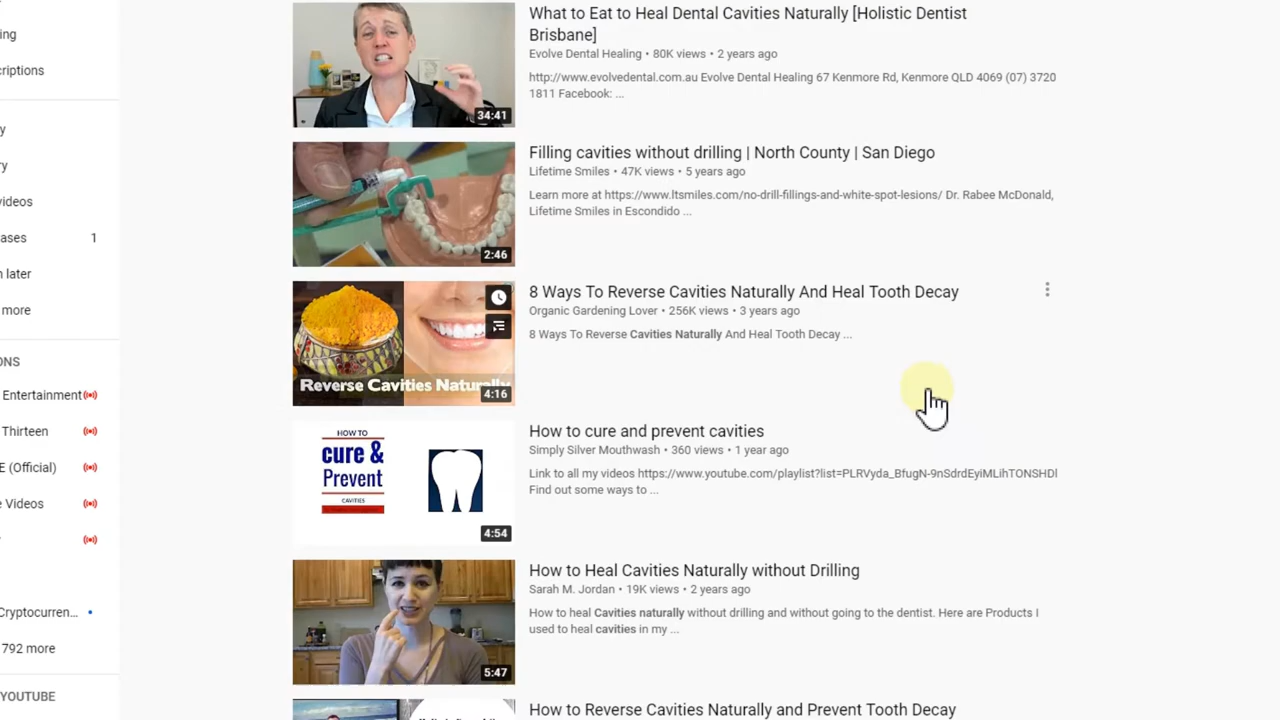 ing
criptions
y
ry
videos
ases 1
n later
more
ONS
Entertainment
Thirteen
E (Official)
e Videos
Cryptocurren...
792 more
YOUTUBE
What to Eat to Heal Dental Cavities Naturally [Holistic Dentist
Brisbane]
Evolve Dental Healing • 80K views • 2 years ago
http://www.evolvedental.com.au Evolve Dental Healing 67 Kenmore Rd, Kenmore QLD 4069 (07) 3720
1811 Facebook: ...
34:41
Filling cavities without drilling | North County | San Diego
Lifetime Smiles • 47K views • 5 years ago
Learn more at https://www.ltsmiles.com/no-drill-fillings-and-white-spot-lesions/ Dr. Rabee McDonald,
Lifetime Smiles in Escondido ...
2:46
8 Ways To Reverse Cavities Naturally And Heal Tooth Decay
Organic Gardening Lover • 256K views • 3 years ago
8 Ways To Reverse Cavities Naturally And Heal Tooth Decay ...
Reverse Cavities Naturally
4:16
How to cure and prevent cavities
Simply Silver Mouthwash • 360 views • 1 year ago
Link to all my videos https://www.youtube.com/playlist?list=PLRVyda_BfugN-9nSdrdEyiMLihTONSHDl
Find out some ways to ...
HOW TO
cure &
Prevent
CAVITIES
4:54
How to Heal Cavities Naturally without Drilling
Sarah M. Jordan • 19K views • 2 years ago
How to heal Cavities naturally without drilling and without going to the dentist. Here are Products I
used to heal cavities in my ...
5:47
How to Reverse Cavities Naturally and Prevent Tooth Decay